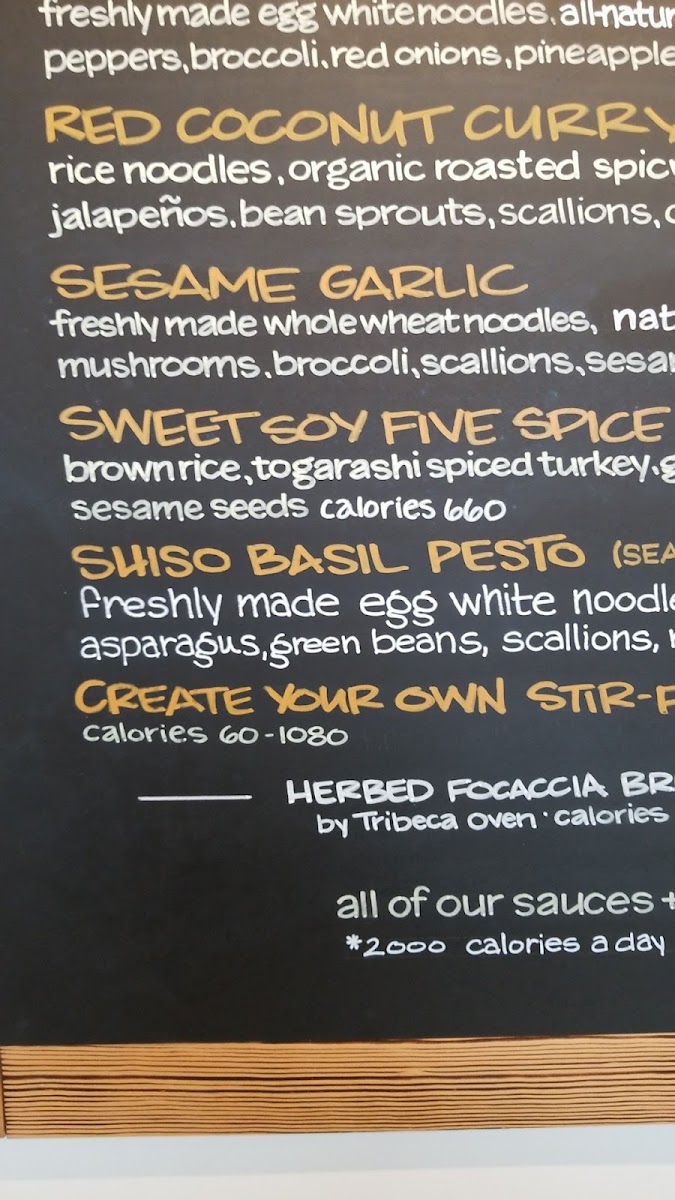 freshly made egg white noodles, all-natur
peppers, broccoli, red onions, pineapple
RED COCONUT CURRY
rice noodles, organic roasted spicy
jalapeños, bean sprouts, scallions, c
SESAME GARLIC
freshly made whole wheat noodles, nat
mushrooms, broccoli, scallions, sesa
SWEET SOY FIVE SPICE
brown rice, togarashi spiced turkey, g
sesame seeds calories 660
SHISO BASIL PESTO (SEA
freshly made egg white noodle
asparagus, green beans, scallions,
CREATE YOUR OWN STIR-F
calories 60-1080
HERBED FOCACCIA BR
by Tribeca Oven · calories
all of our sauces +
*2000 calories a day